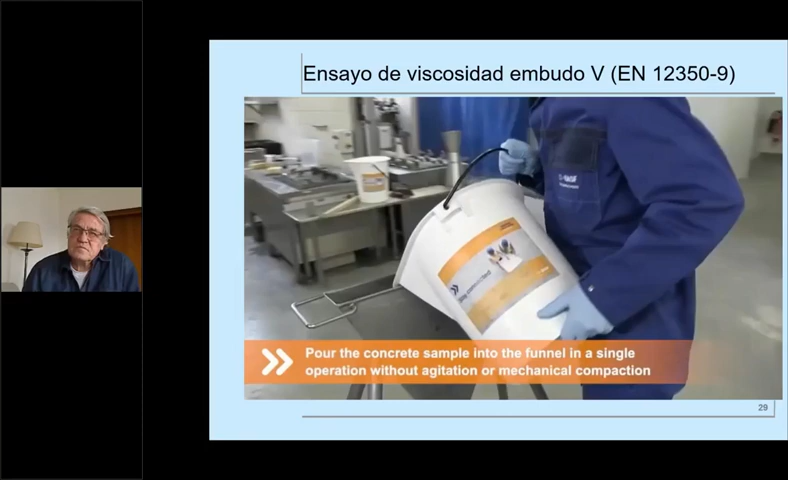 Ensayo de viscosidad embudo V (EN 12350-9)
Pour the concrete sample into the funnel in a single
operation without agitation or mechanical compaction
29